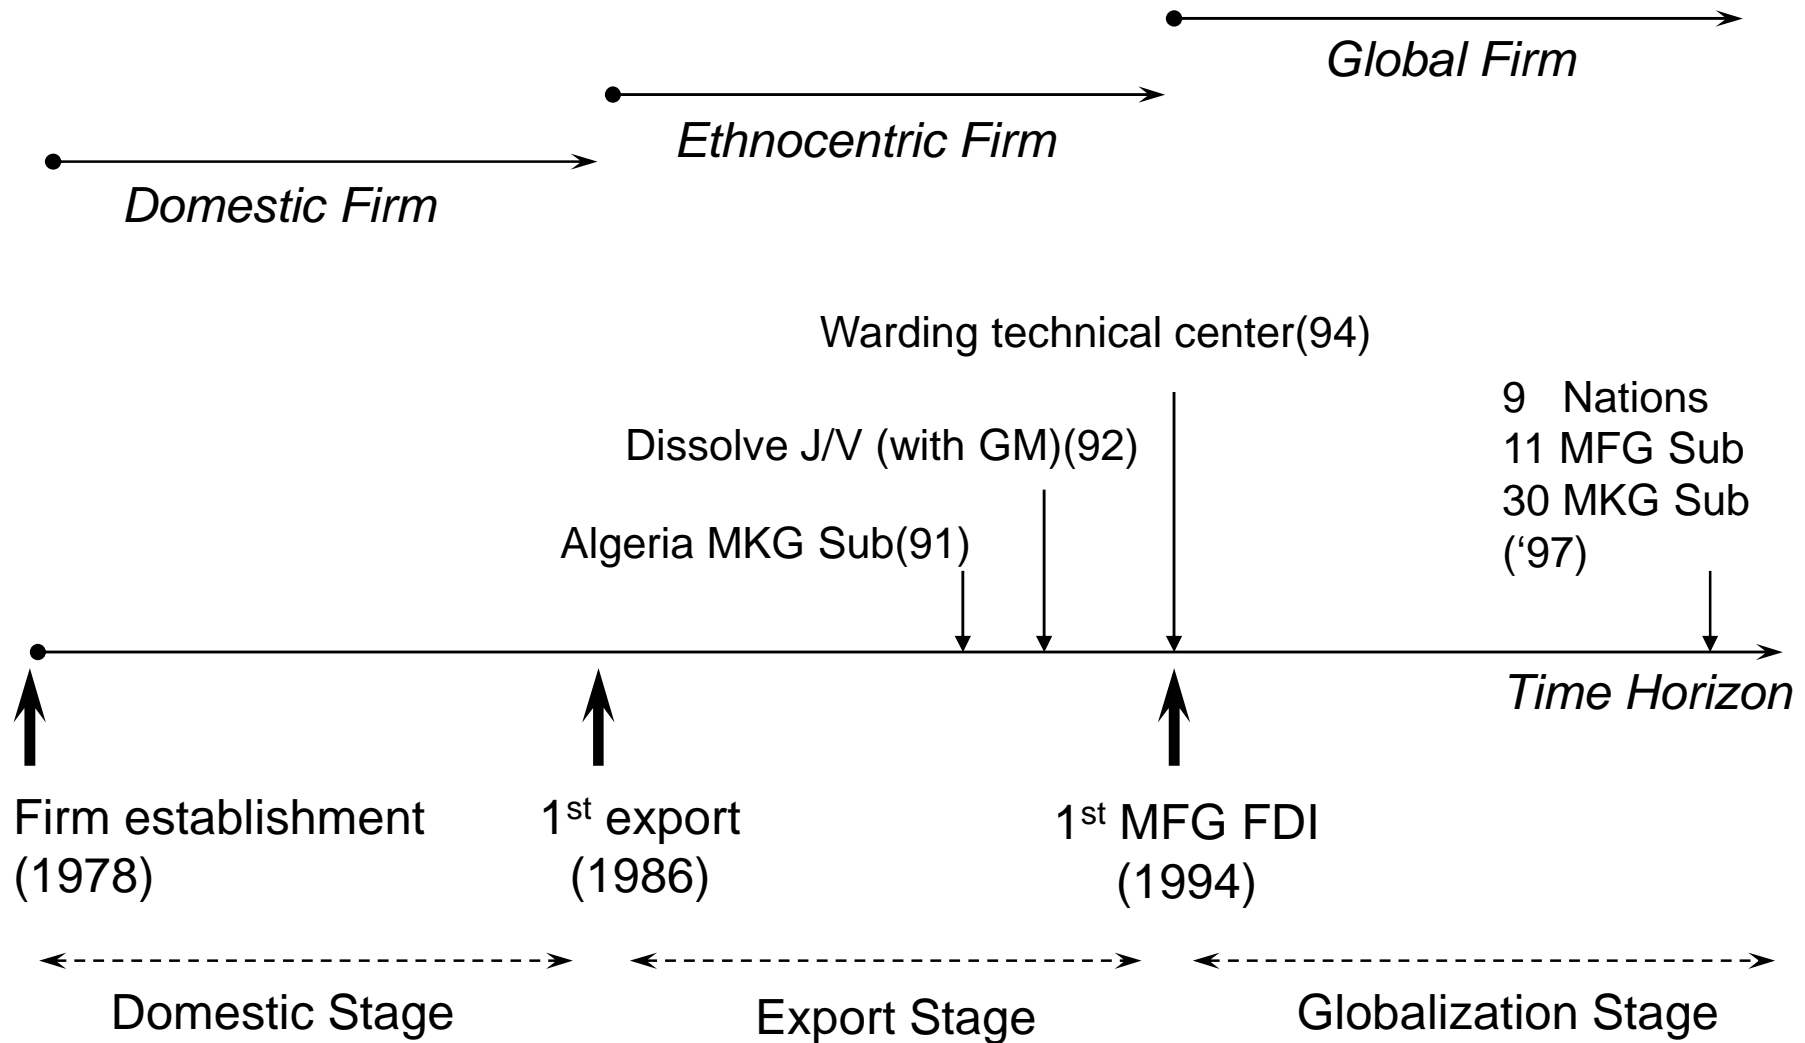 Global Firm
Ethnocentric Firm
Domestic Firm
Warding technical center(94)
9 Nations
11 MFG Sub
30 MKG Sub
(‘97)
Dissolve J/V (with GM)(92)
Algeria MKG Sub(91)
Time Horizon
Firm establishment
(1978)
1st export
(1986)
1st MFG FDI
(1994)
Domestic Stage
Export Stage
Globalization Stage